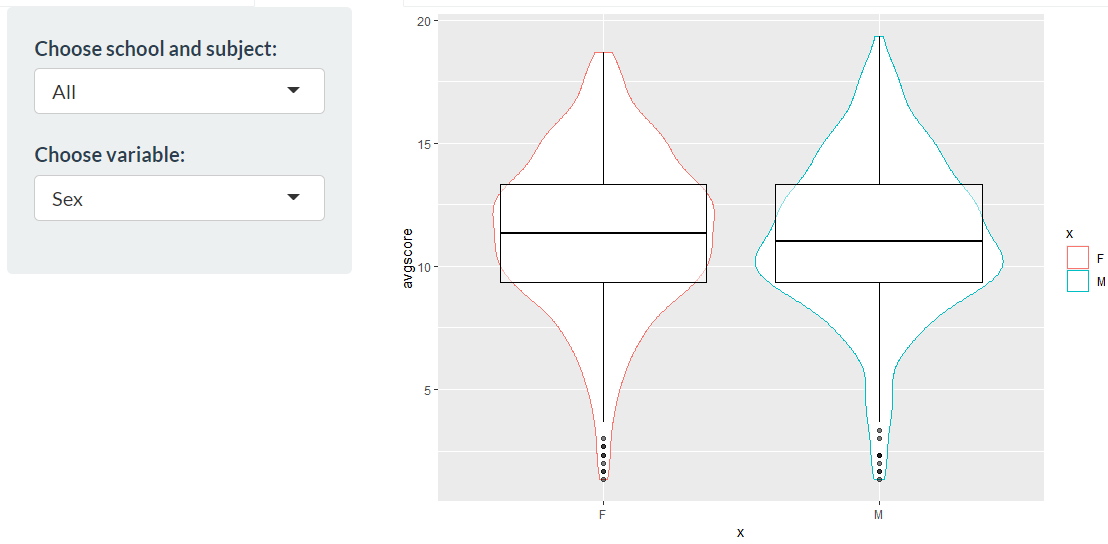 Choose school and subject:
All
Choose variable:
Sex
avgscore
20
15
10
5
F
M
x
x
F
M